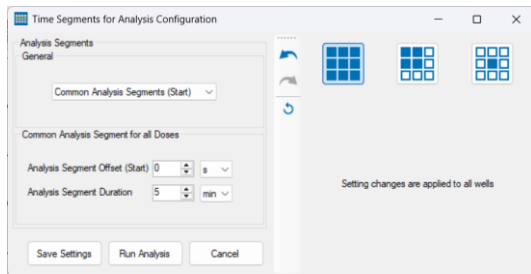 Time Segments for Analysis Configuration
Analysis Segments
General
Common Analysis Segments (Start)
Common Analysis Segment for all Doses
Analysis Segment Offset (Start) 0 s
Analysis Segment Duration 5 min
Setting changes are applied to all wells
Save Settings Run Analysis Cancel